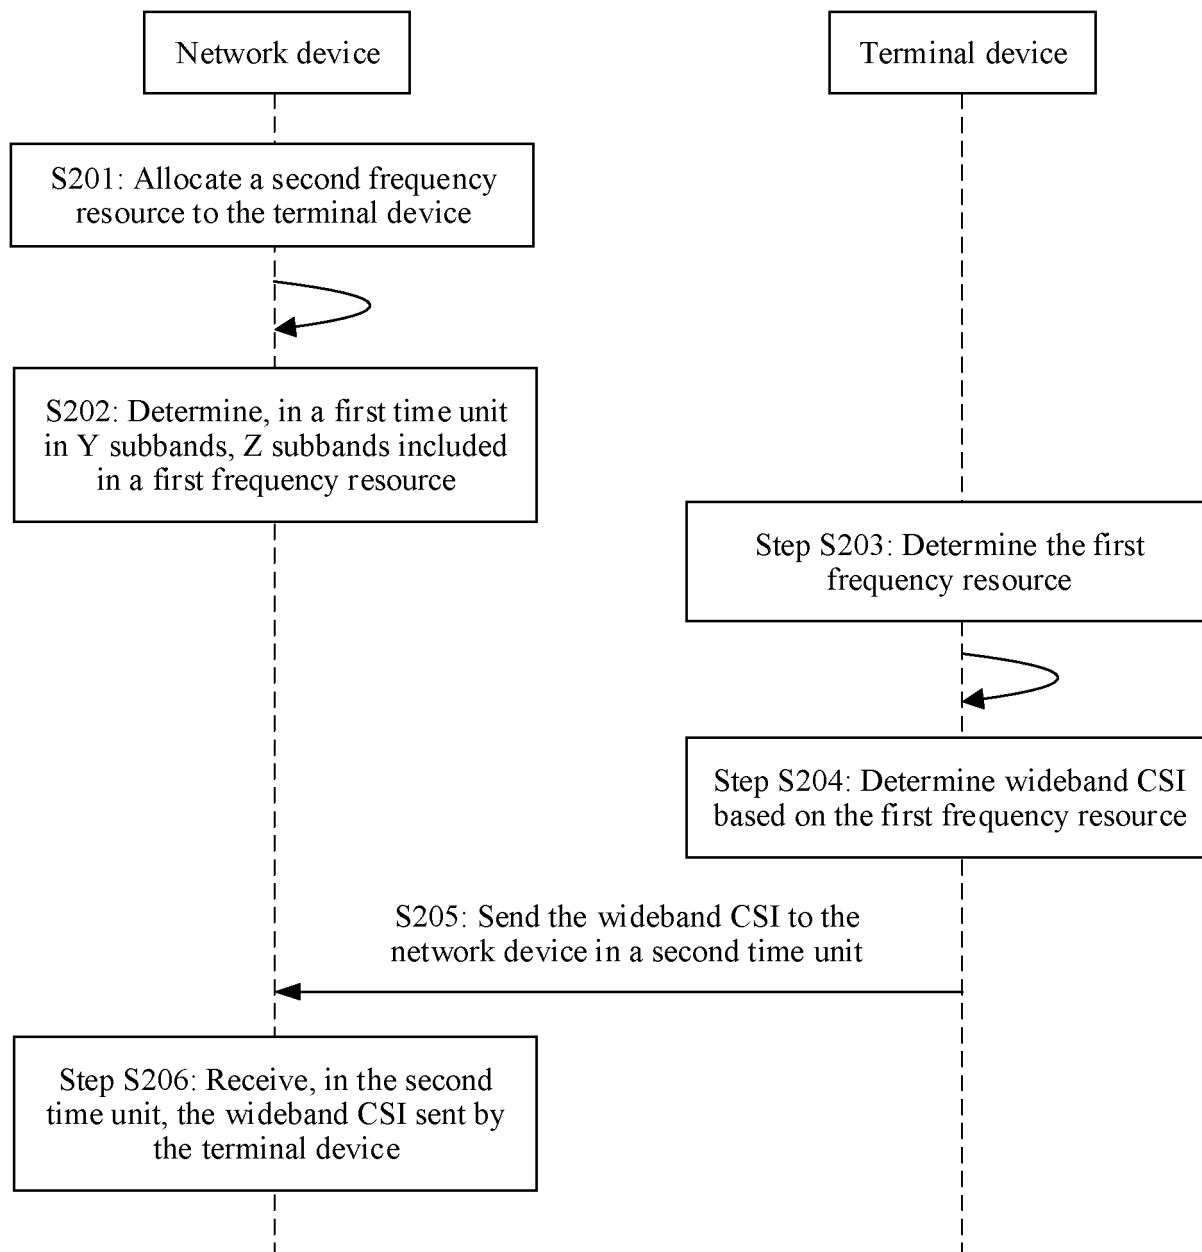 Network device
Terminal device
S201: Allocate a second frequency
resource to the terminal device
S202: Determine, in a first time unit
in Y subbands, Z subbands included
in a first frequency resource
Step S203: Determine the first
frequency resource
Step S204: Determine wideband CSI
based on the first frequency resource
S205: Send the wideband CSI to the
network device in a second time unit
Step S206: Receive, in the second
time unit, the wideband CSI sent by
the terminal device